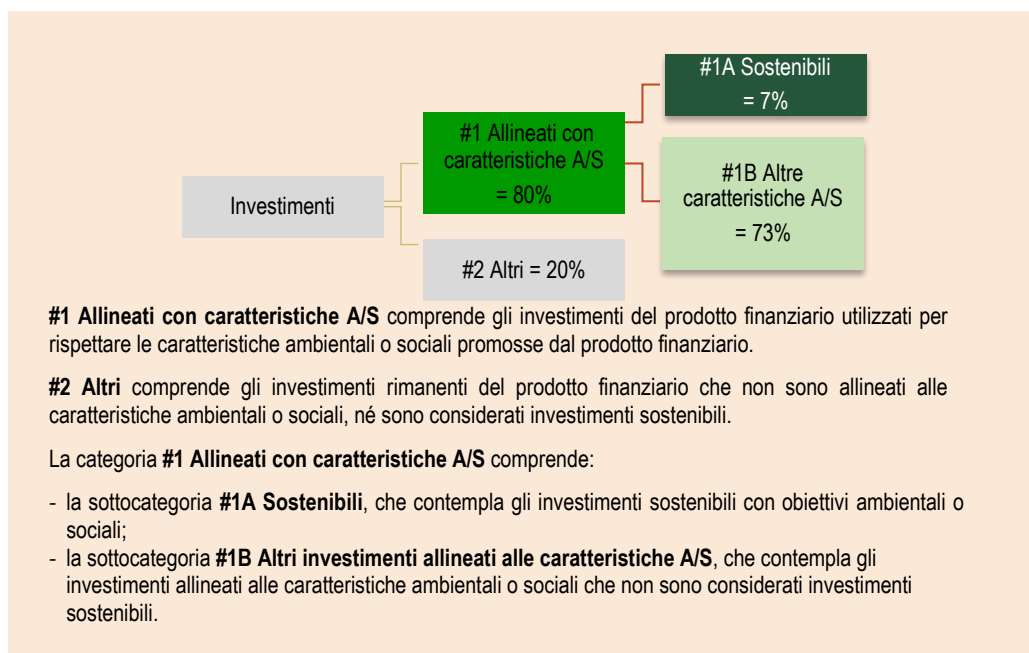 #1A Sostenibili
= 7%
#1 Allineati con
caratteristiche A/S
= 80%
#1B Altre
caratteristiche A/S
= 73%
Investimenti
#2 Altri = 20%
#1 Allineati con caratteristiche A/S comprende gli investimenti del prodotto finanziario utilizzati per
rispettare le caratteristiche ambientali o sociali promosse dal prodotto finanziario.
#2 Altri comprende gli investimenti rimanenti del prodotto finanziario che non sono allineati alle
caratteristiche ambientali o sociali, né sono considerati investimenti sostenibili.
La categoria #1 Allineati con caratteristiche A/S comprende:
- la sottocategoria #1A Sostenibili, che contempla gli investimenti sostenibili con obiettivi ambientali o
sociali;
- la sottocategoria #1B Altri investimenti allineati alle caratteristiche A/S, che contempla gli
investimenti allineati alle caratteristiche ambientali o sociali che non sono considerati investimenti
sostenibili.